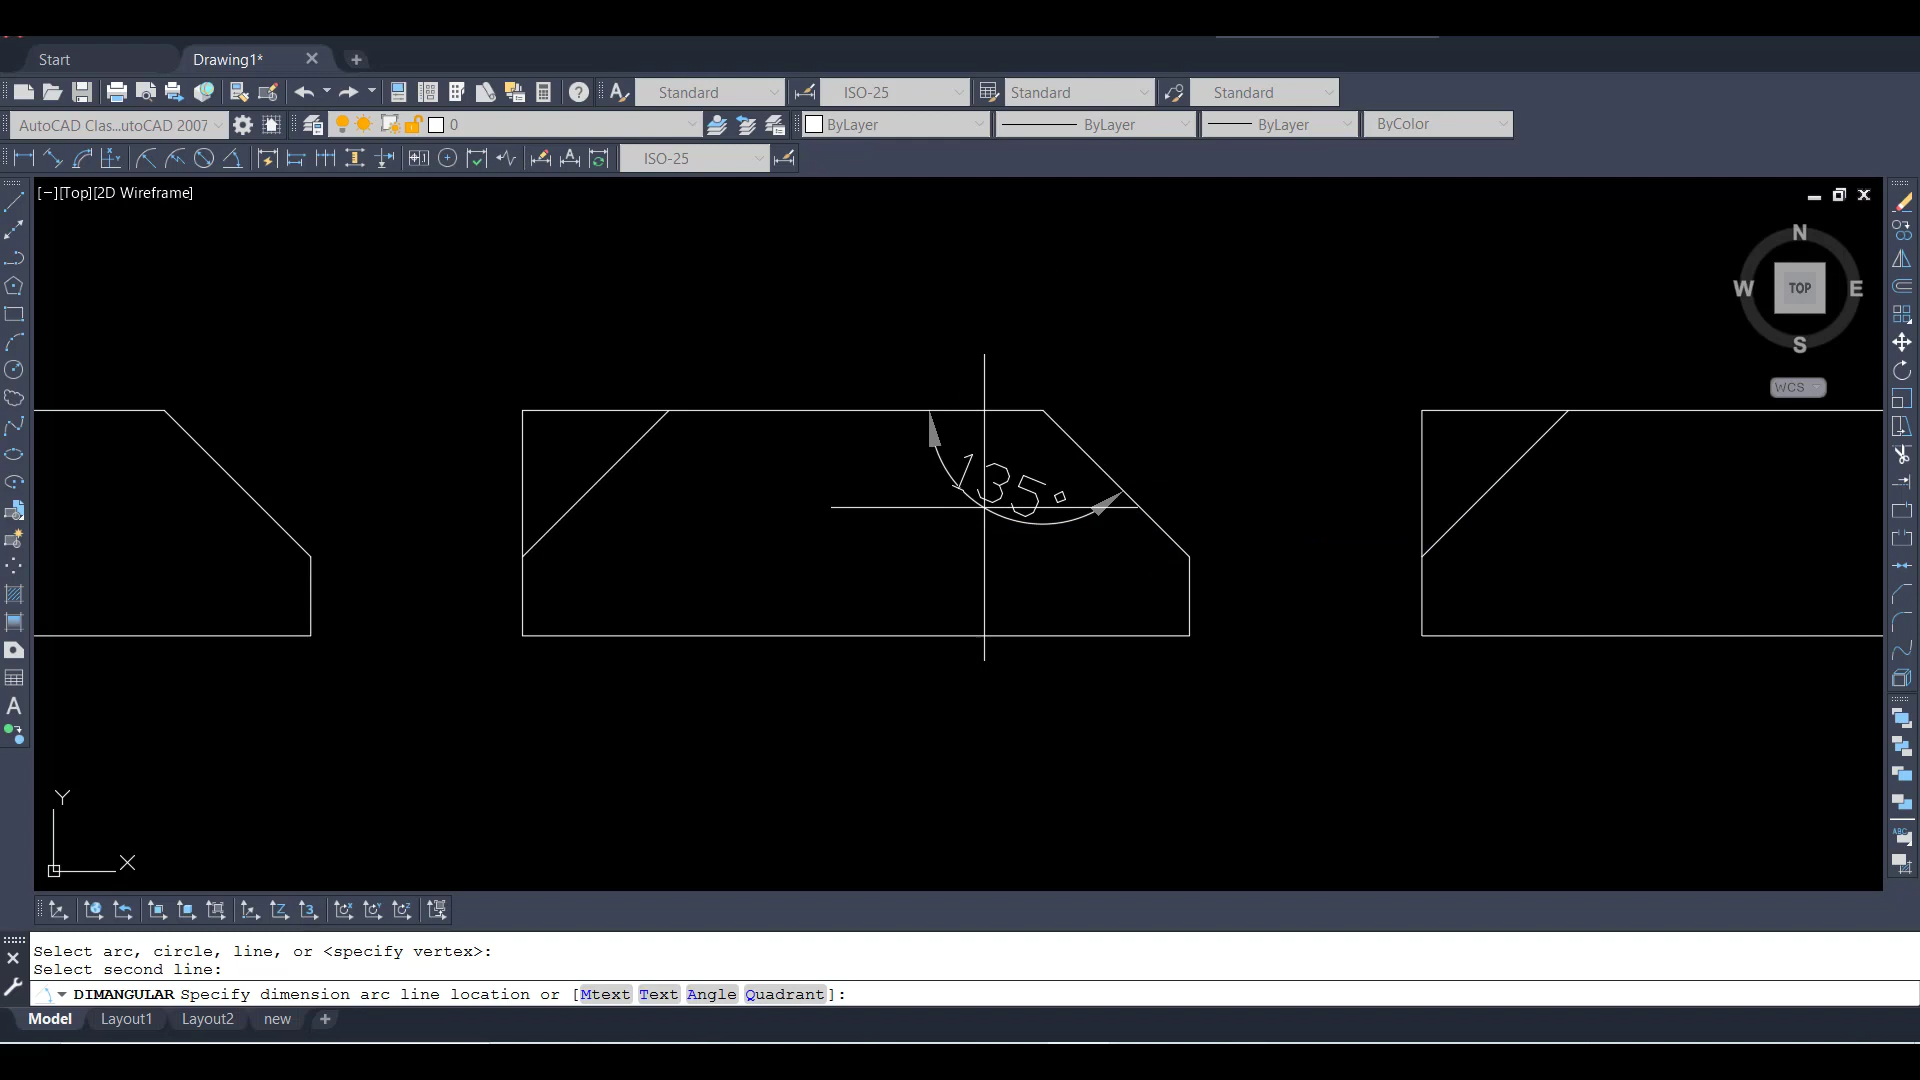 Start Drawing1*
Standard ISO-25 Standard Standard
AutoCAD Clas...utoCAD 2007 0 ByLayer ByLayer ByLayer ByColor
ISO-25
[−][Top][2D Wireframe]
N
W TOP E
S
WCS
135°
Y
X
Select arc, circle, line, or <specify vertex>:
Select second line:
DIMANGULAR Specify dimension arc line location or [Mtext Text Angle Quadrant]:
Model Layout1 Layout2 new